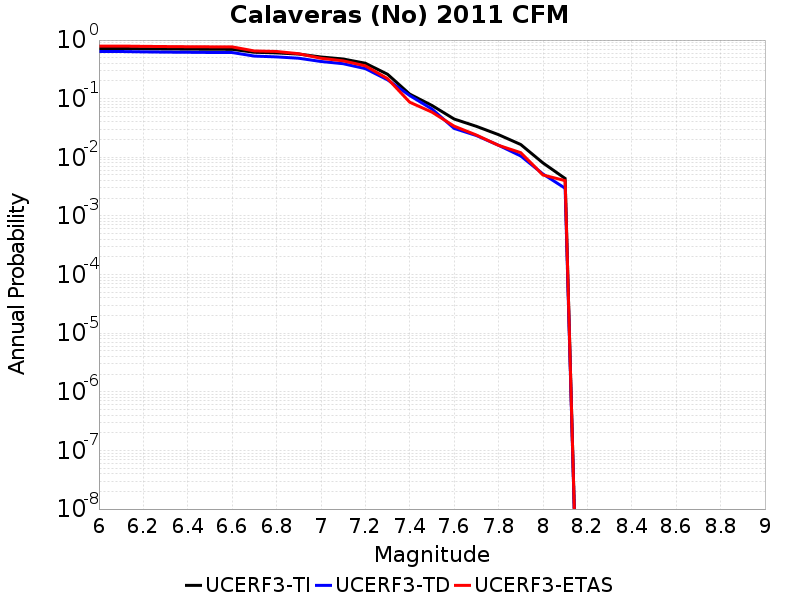 Calaveras (No) 2011 CFM
Annual Probability
10^0
10^-1
10^-2
10^-3
10^-4
10^-5
10^-6
10^-7
10^-8
6 6.2 6.4 6.6 6.8 7 7.2 7.4 7.6 7.8 8 8.2 8.4 8.6 8.8 9
Magnitude
UCERF3-TI UCERF3-TD UCERF3-ETAS